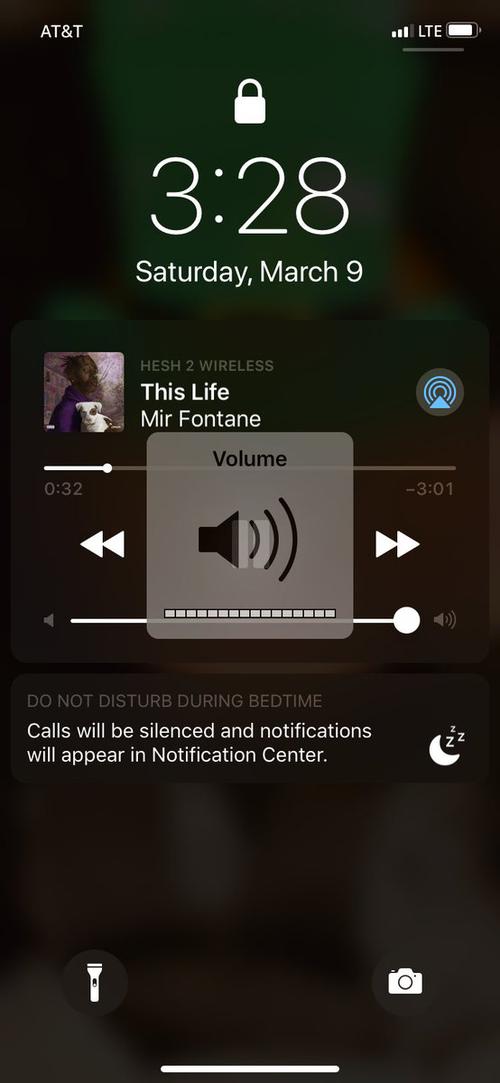 AT&T
LTE
3:28
Saturday, March 9
HESH 2 WIRELESS
This Life
Mir Fontane
Volume
0:32
−3:01
DO NOT DISTURB DURING BEDTIME
Calls will be silenced and notifications
will appear in Notification Center.
z
z z